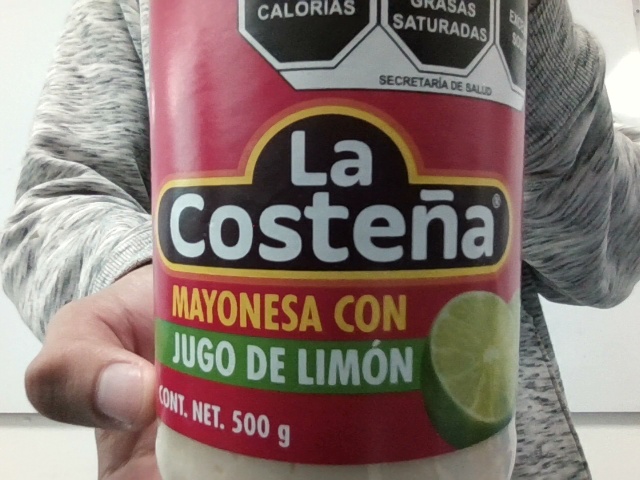 CALORÍAS
GRASAS
SATURADAS
SECRETARÍA DE SALUD
La
Costeña®
MAYONESA CON
JUGO DE LIMÓN
CONT. NET. 500 g